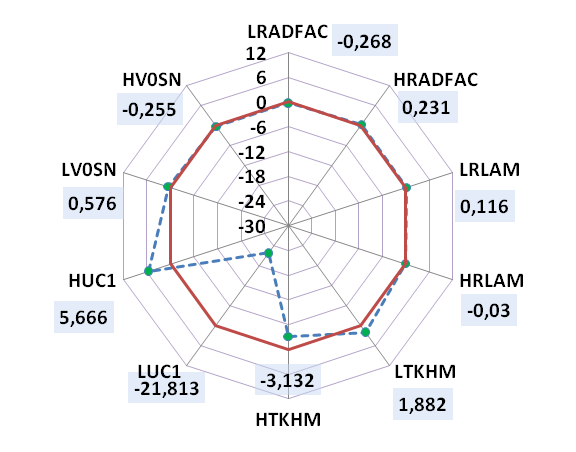 LRADFAC
-0,268
12
6
0
-6
-12
-18
-24
-30
HRADFAC
0,231
LRLAM
0,116
HRLAM
-0,03
LTKHM
1,882
HTKHM
-3,132
LUC1
-21,813
HUC1
5,666
LV0SN
0,576
HV0SN
-0,255